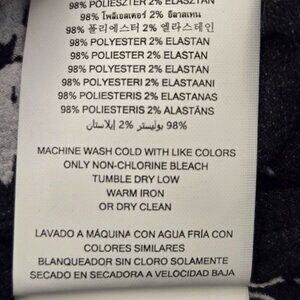 98% POLIESZTER 2% ELASZTÁN
98% โพลีเอสเตอร์ 2% อีลาสเทน
98% 폴리에스터 2% 엘라스테인
98% POLYESTER 2% ELASTAN
98% POLYESTER 2% ELASTAN
98% POLYESTER 2% ELASTAN
98% POLYESTERI 2% ELASTAANI
98% POLIESTERIS 2% ELASTANAS
98% POLIESTERIS 2% ALASTĀNS
98% بوليستر 2% إيلاستان
MACHINE WASH COLD WITH LIKE COLORS
ONLY NON-CHLORINE BLEACH
TUMBLE DRY LOW
WARM IRON
OR DRY CLEAN
LAVADO A MÁQUINA CON AGUA FRÍA CON
COLORES SIMILARES
BLANQUEADOR SIN CLORO SOLAMENTE
SECADO EN SECADORA A VELOCIDAD BAJA